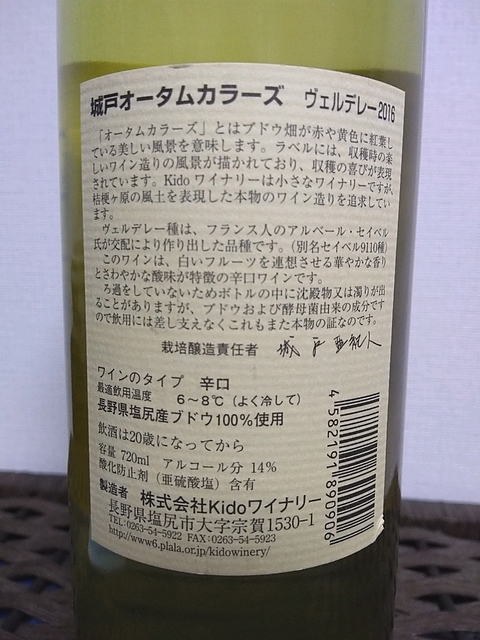 城戸オータムカラーズ ヴェルデレー2016
「オータムカラーズ」とはブドウ畑が赤や黄色に紅葉し
ている美しい風景を意味します。ラベルには、収穫時の楽
しいワイン造りの風景が描かれており、収穫の喜びが表現
されています。Kidoワイナリーは小さなワイナリーですが、
桔梗ヶ原の風土を表現した本物のワイン造りを追求してい
ます。
ヴェルデレー種は、フランス人のアルベール・セイベル
氏が交配により作り出した品種です。（別名セイベル9110種）
このワインは、白いフルーツを連想させる華やかな香り
とさわやかな酸味が特徴の辛口ワインです。
ろ過をしていないためボトルの中に沈殿物又は濁りが出
ることがありますが、ブドウおよび酵母菌由来の成分です
ので飲用には差し支えなくこれもまた本物の証なのです。
栽培醸造責任者 城戸亜紀人
ワインのタイプ 辛口
最適飲用温度 6～8℃（よく冷して）
長野県塩尻産ブドウ100%使用
飲酒は20歳になってから
容量 720ml アルコール分 14%
酸化防止剤（亜硫酸塩）含有
製造者 株式会社Kidoワイナリー
長野県塩尻市大字宗賀1530-1
TEL:0263-54-5922 FAX:0263-54-5923
http://www6.plala.or.jp/kidowinery/
4582191890906